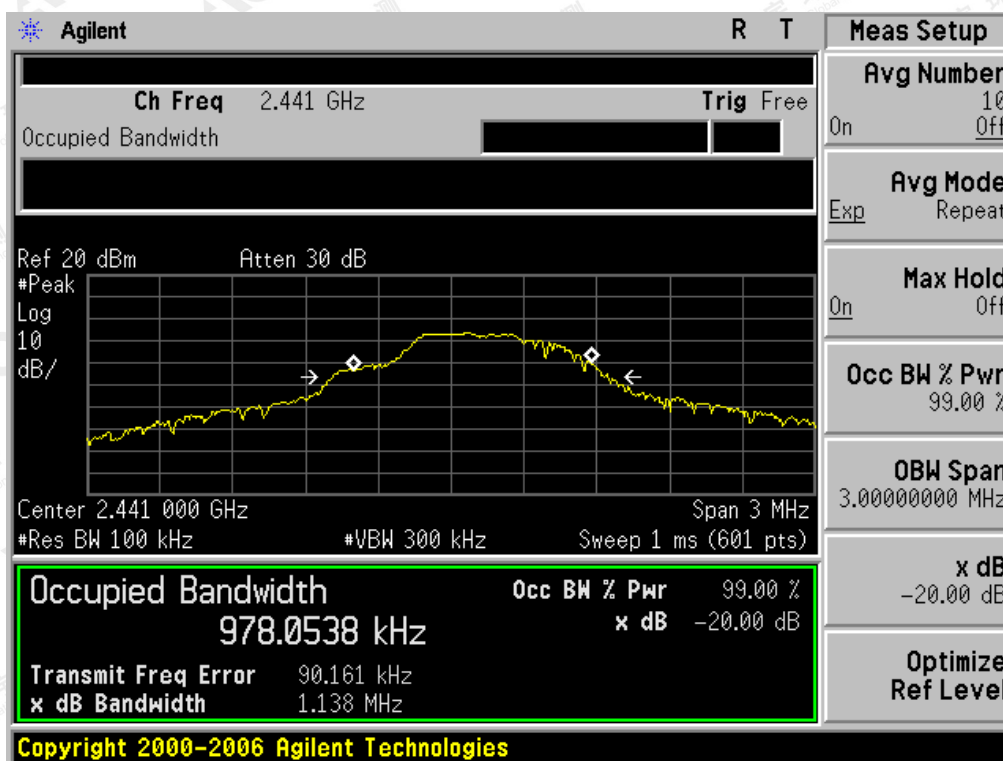 Agilent R T
Meas Setup
Ch Freq 2.441 GHz Trig Free
Occupied Bandwidth
Avg Number
10
On Off
Avg Mode
Exp Repeat
Max Hold
On Off
Occ BW % Pwr
99.00 %
OBW Span
3.00000000 MHz
x dB
-20.00 dB
Optimize
Ref Level
Ref 20 dBm Atten 30 dB
#Peak
Log
10
dB/
Center 2.441 000 GHz Span 3 MHz
#Res BW 100 kHz #VBW 300 kHz Sweep 1 ms (601 pts)
Occupied Bandwidth Occ BW % Pwr 99.00 %
978.0538 kHz x dB -20.00 dB
Transmit Freq Error 90.161 kHz
x dB Bandwidth 1.138 MHz
Copyright 2000-2006 Agilent Technologies